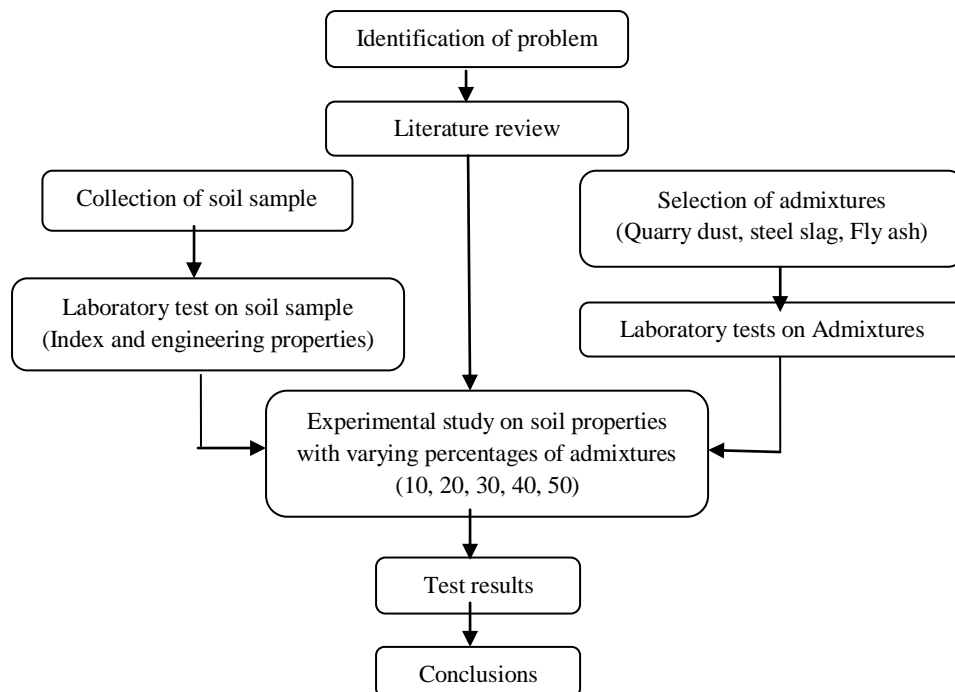 Identification of problem
Literature review
Collection of soil sample
Selection of admixtures
(Quarry dust, steel slag, Fly ash)
Laboratory test on soil sample
(Index and engineering properties)
Laboratory tests on Admixtures
Experimental study on soil properties
with varying percentages of admixtures
(10, 20, 30, 40, 50)
Test results
Conclusions